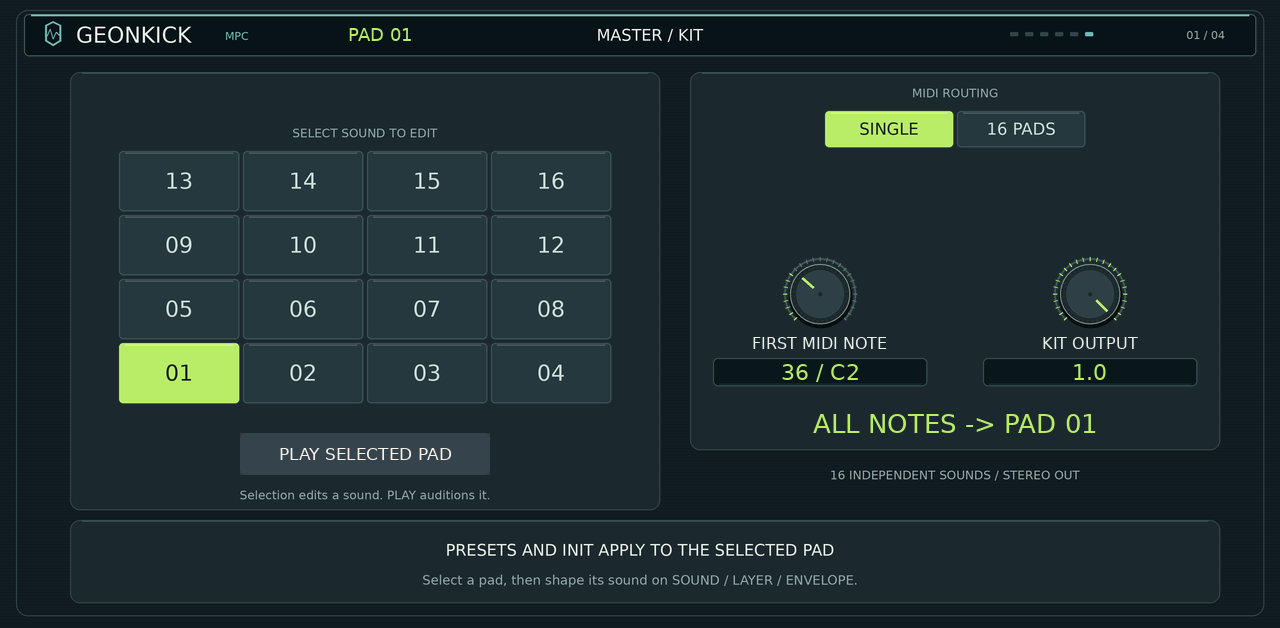 GEONKICK MPC PAD 01 MASTER / KIT 01 / 04
SELECT SOUND TO EDIT
13 14 15 16
09 10 11 12
05 06 07 08
01 02 03 04
PLAY SELECTED PAD
Selection edits a sound. PLAY auditions it.
MIDI ROUTING
SINGLE 16 PADS
FIRST MIDI NOTE KIT OUTPUT
36 / C2 1.0
ALL NOTES -> PAD 01
16 INDEPENDENT SOUNDS / STEREO OUT
PRESETS AND INIT APPLY TO THE SELECTED PAD
Select a pad, then shape its sound on SOUND / LAYER / ENVELOPE.